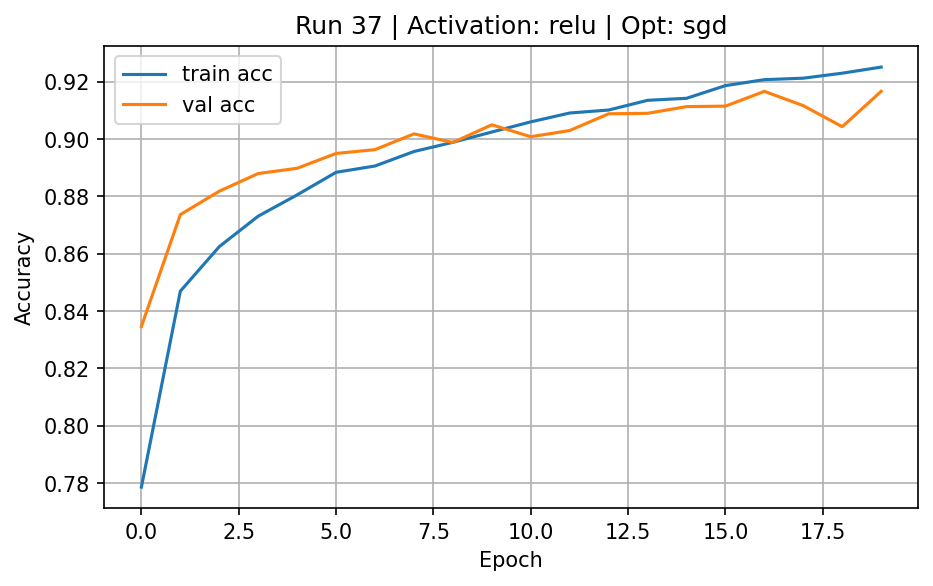 Run 37 | Activation: relu | Opt: sgd
train acc
val acc
0.92
0.90
0.88
0.86
0.84
0.82
0.80
0.78
Accuracy
0.0 2.5 5.0 7.5 10.0 12.5 15.0 17.5
Epoch